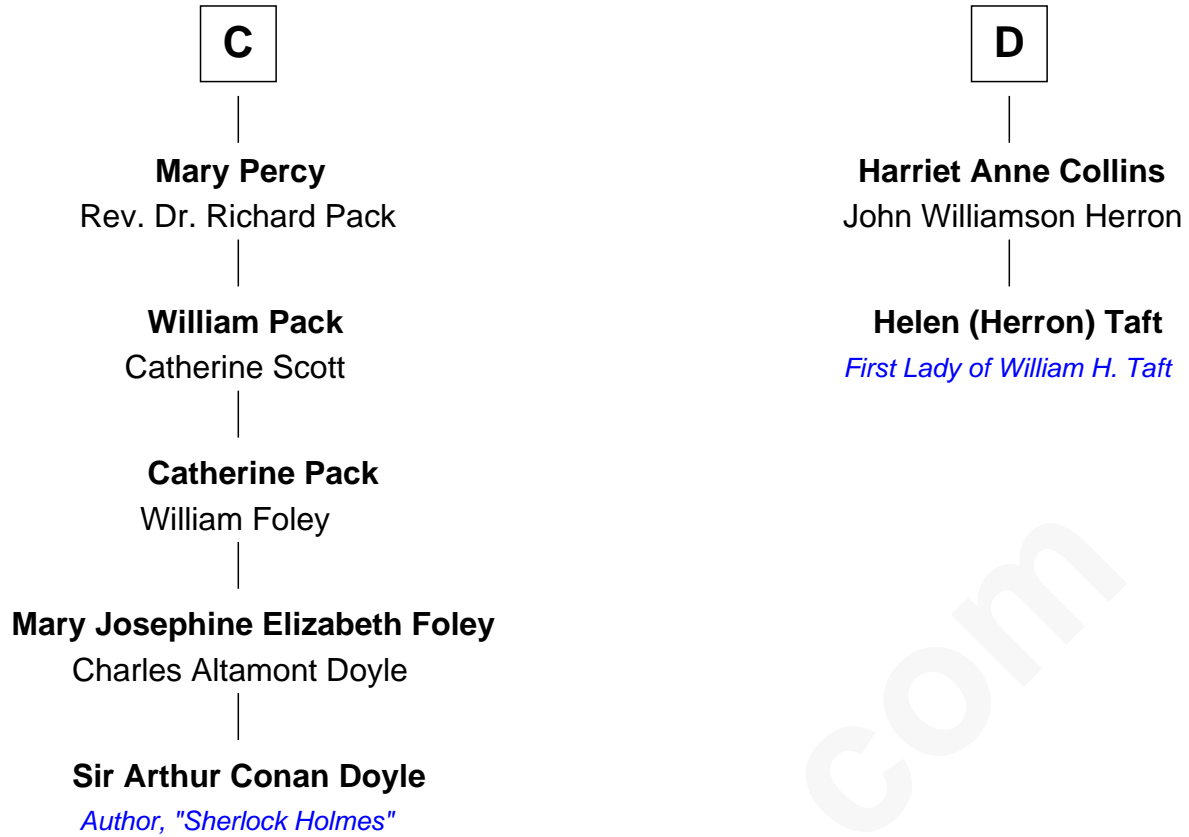 C
Mary Percy
Rev. Dr. Richard Pack
William Pack
Catherine Scott
Catherine Pack
William Foley
Mary Josephine Elizabeth Foley
Charles Altamont Doyle
Sir Arthur Conan Doyle
Author, "Sherlock Holmes"
D
Harriet Anne Collins
John Williamson Herron
Helen (Herron) Taft
First Lady of William H. Taft
com